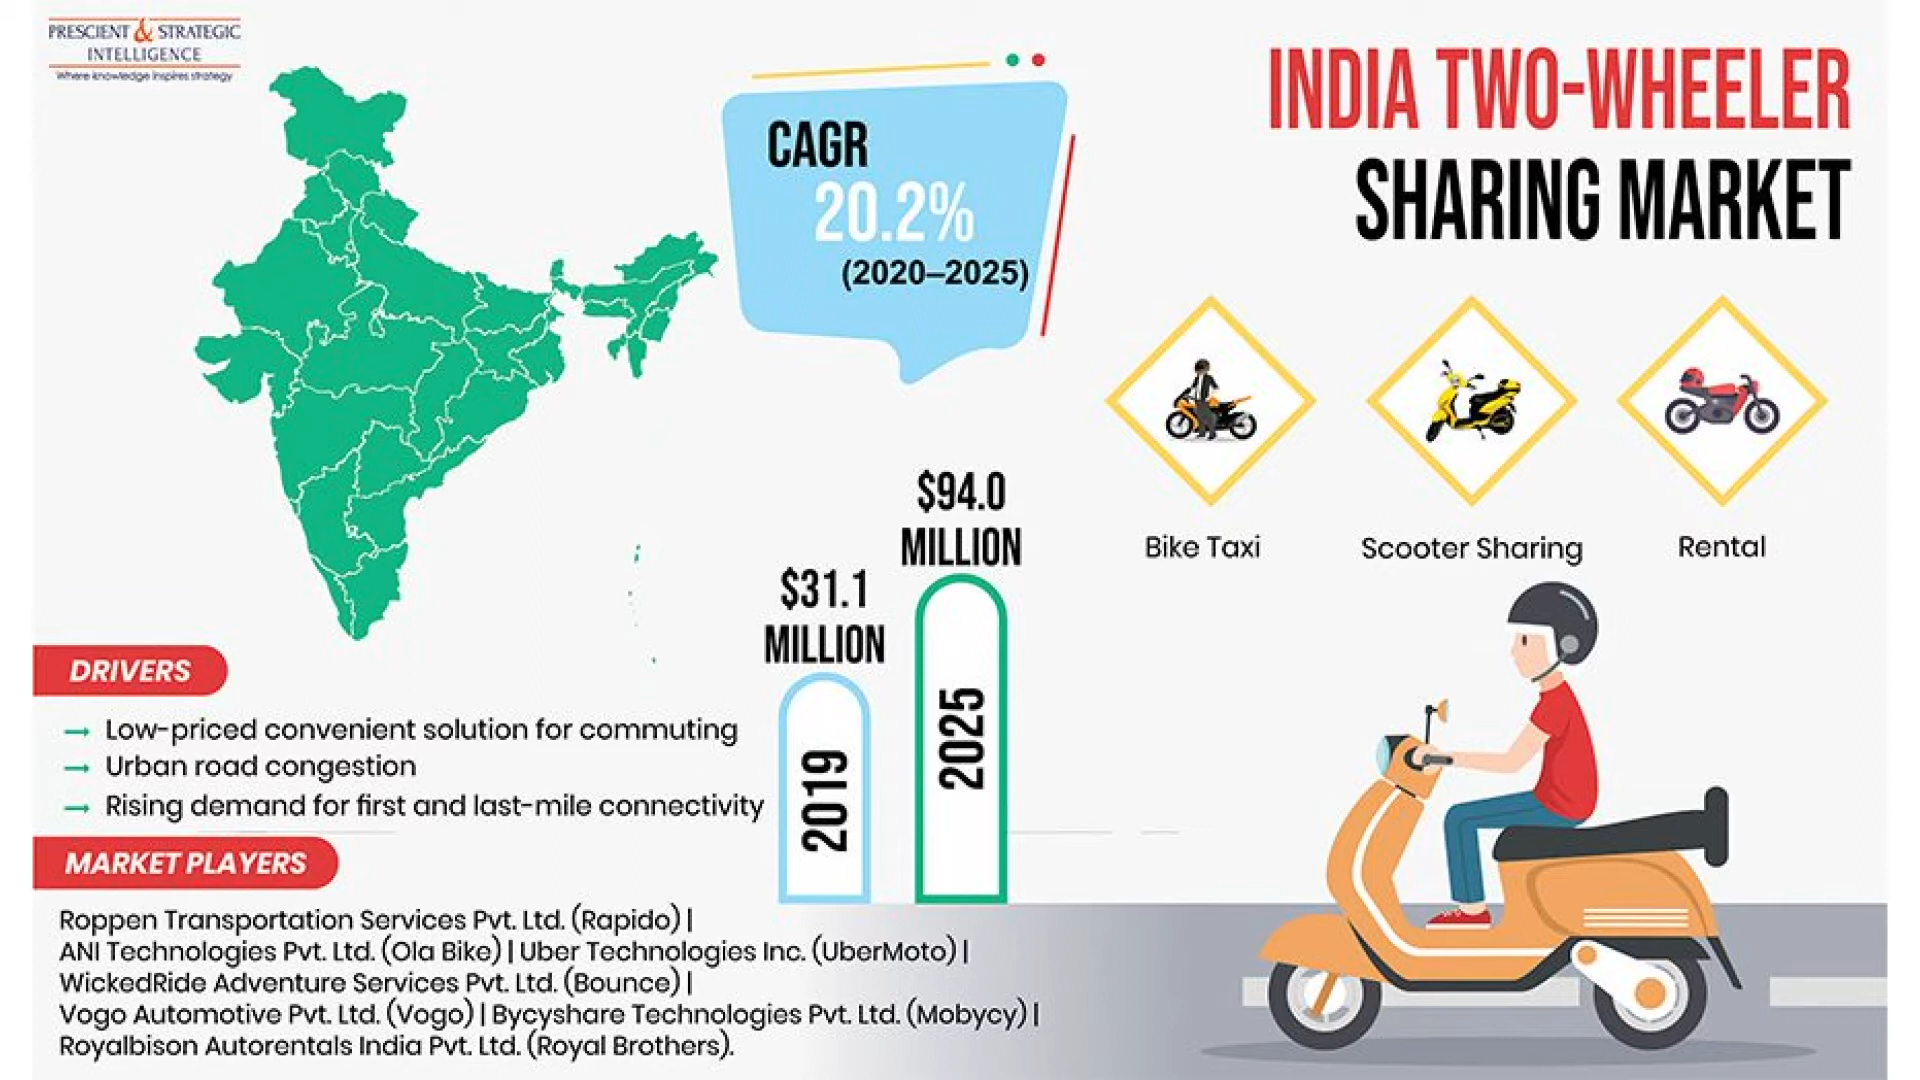 PRESCIENT & STRATEGIC
INTELLIGENCE
Where knowledge inspires strategy
INDIA TWO-WHEELER
SHARING MARKET
CAGR
20.2%
(2020–2025)
Bike Taxi
Scooter Sharing
Rental
$31.1
MILLION
2019
$94.0
MILLION
2025
DRIVERS
→ Low-priced convenient solution for commuting
→ Urban road congestion
→ Rising demand for first and last-mile connectivity
MARKET PLAYERS
Roppen Transportation Services Pvt. Ltd. (Rapido) |
ANI Technologies Pvt. Ltd. (Ola Bike) | Uber Technologies Inc. (UberMoto) |
WickedRide Adventure Services Pvt. Ltd. (Bounce) |
Vogo Automotive Pvt. Ltd. (Vogo) | Bycyshare Technologies Pvt. Ltd. (Mobycy) |
Royalbison Autorentals India Pvt. Ltd. (Royal Brothers).